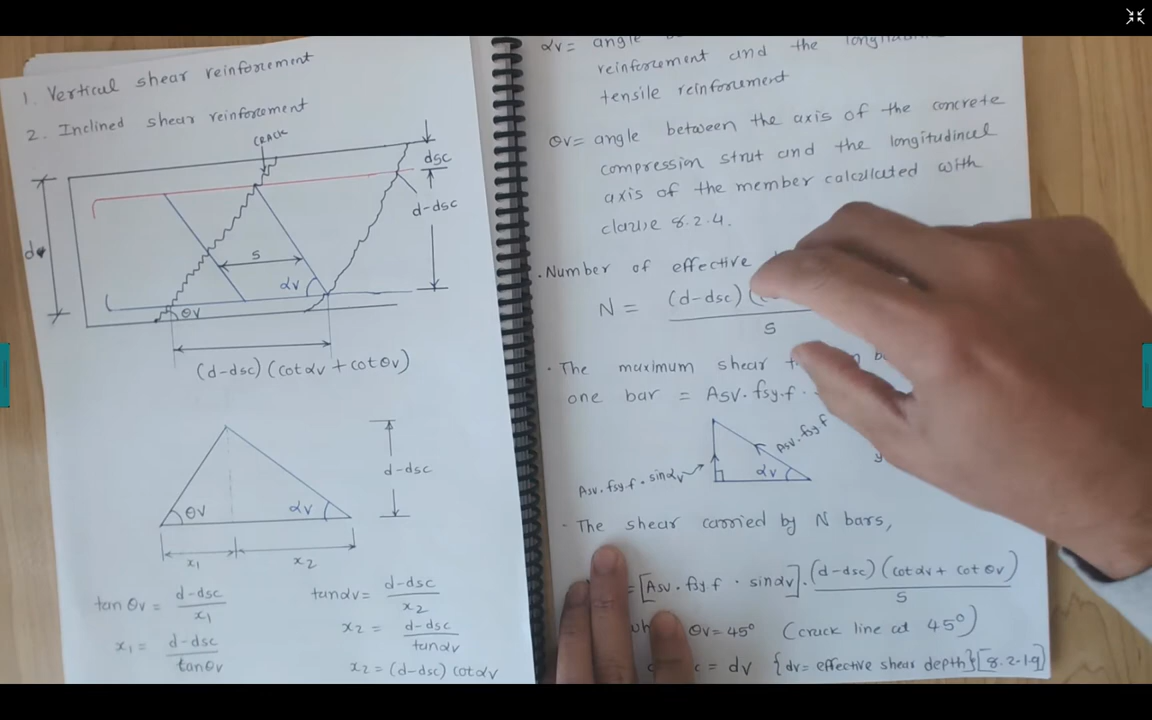 1. Vertical shear reinforcement
2. Inclined shear reinforcement
CRACK
dsc
d-dsc
d
s
αv
θv
(d-dsc) (cotαv + cotθv)
d-dsc
θv
αv
x1
x2
tan θv = d-dsc / x1
x1 = d-dsc / tanθv
tanαv = d-dsc / x2
x2 = d-dsc / tanαv
x2 = (d-dsc) cotαv
αv = angle
reinforcement and the
tensile reinforcement
θv = angle between the axis of the concrete
compression strut and the longitudinal
axis of the member calculated with
clause 8.2.4.
. Number of effective
N = (d-dsc) ( / s
· The maximum shear
one bar = Asv. fsy.f.
Asv. fsy f
Asv. fsy.f. sinαv
αv
- The shear carried by N bars,
= [Asv. fsy.f . sinαv]. (d-dsc) (cotαv + cot θv) / s
θv = 45° (crack line at 45°)
= dv {dv = effective shear depth} [8.2.1.9]